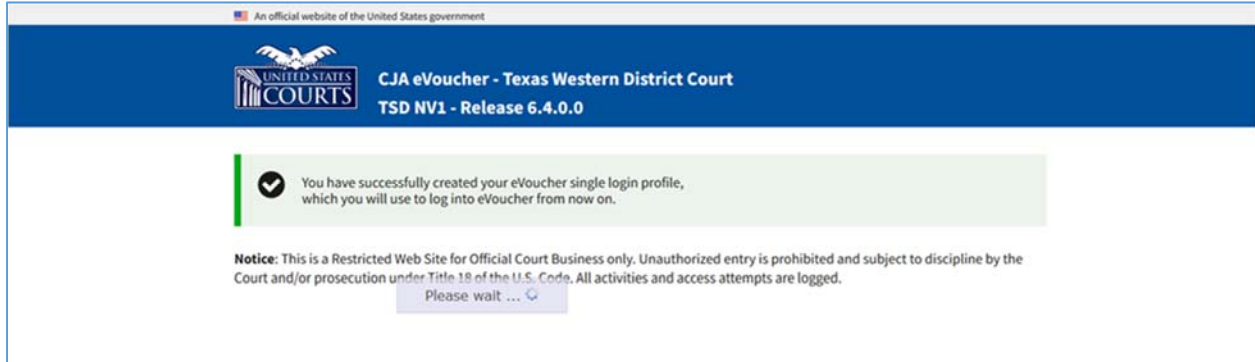 An official website of the United States government
UNITED STATES
COURTS
CJA eVoucher - Texas Western District Court
TSD NV1 - Release 6.4.0.0
You have successfully created your eVoucher single login profile,
which you will use to log into eVoucher from now on.
Notice: This is a Restricted Web Site for Official Court Business only. Unauthorized entry is prohibited and subject to discipline by the
Court and/or prosecution under Title 18 of the U.S. Code. All activities and access attempts are logged.
Please wait ...